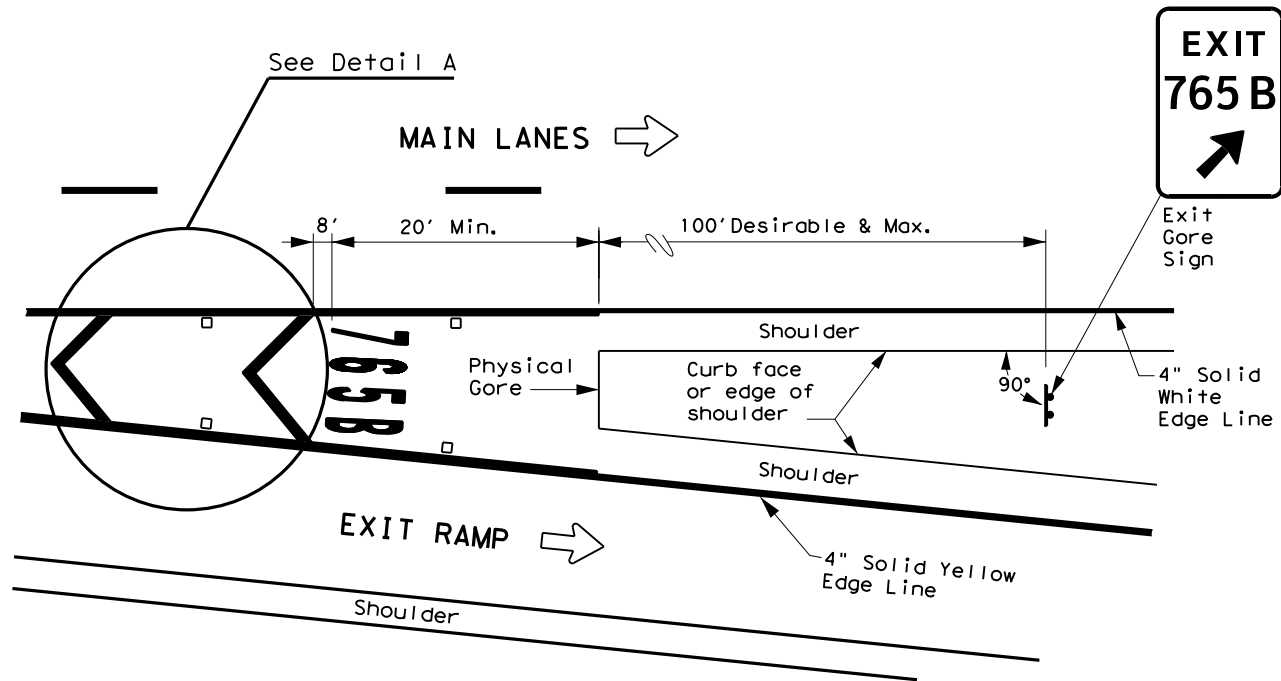 EXIT
765 B
See Detail A
MAIN LANES
8'
20' Min.
100' Desirable & Max.
Exit
Gore
Sign
Shoulder
765B
Physical
Gore
Curb face
or edge of
shoulder
90°
4" Solid
White
Edge Line
Shoulder
EXIT RAMP
4" Solid Yellow
Edge Line
Shoulder